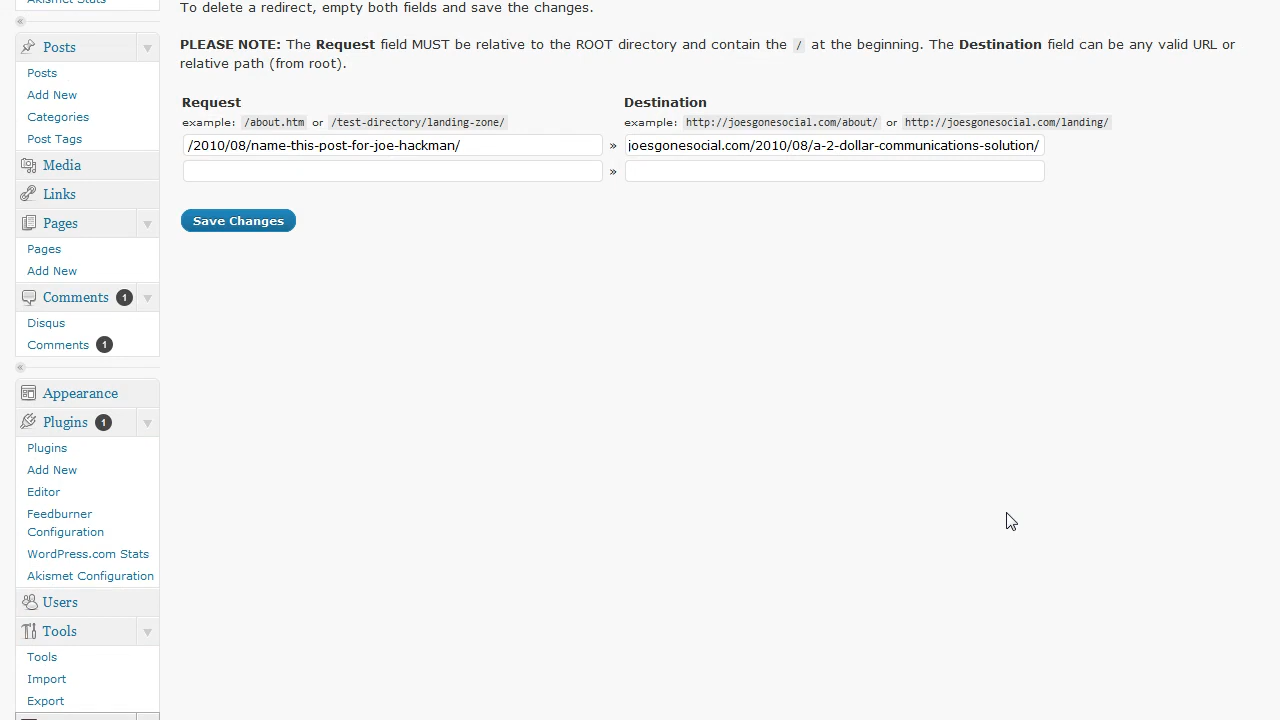 Akismet Stats
Posts
Posts
Add New
Categories
Post Tags
Media
Links
Pages
Pages
Add New
Comments 1
Disqus
Comments 1
Appearance
Plugins 1
Plugins
Add New
Editor
Feedburner
Configuration
WordPress.com Stats
Akismet Configuration
Users
Tools
Tools
Import
Export
To delete a redirect, empty both fields and save the changes.
PLEASE NOTE: The Request field MUST be relative to the ROOT directory and contain the / at the beginning. The Destination field can be any valid URL or
relative path (from root).
Request Destination
example: /about.htm or /test-directory/landing-zone/ example: http://joesgonesocial.com/about/ or http://joesgonesocial.com/landing/
/2010/08/name-this-post-for-joe-hackman/ » joesgonesocial.com/2010/08/a-2-dollar-communications-solution/
»
Save Changes